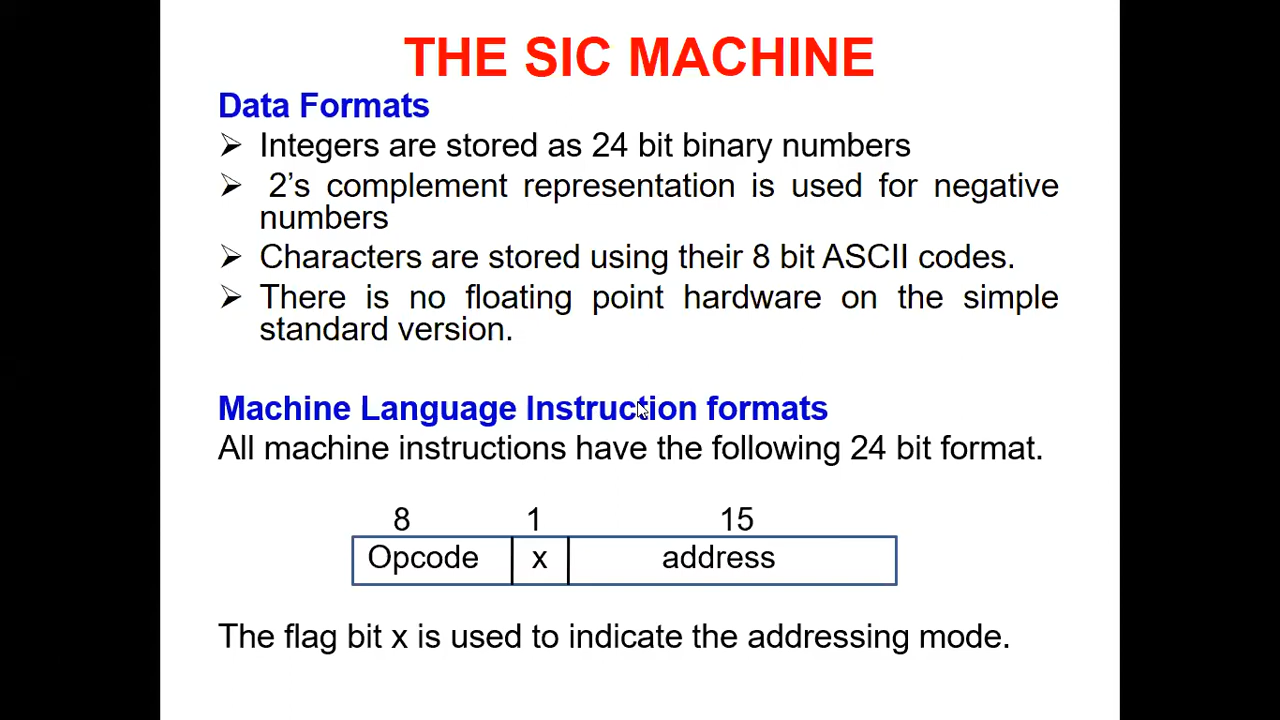 THE SIC MACHINE
Data Formats
➢ Integers are stored as 24 bit binary numbers
➢ 2’s complement representation is used for negative
numbers
➢ Characters are stored using their 8 bit ASCII codes.
➢ There is no floating point hardware on the simple
standard version.
Machine Language Instruction formats
All machine instructions have the following 24 bit format.
8 1 15
Opcode x address
The flag bit x is used to indicate the addressing mode.